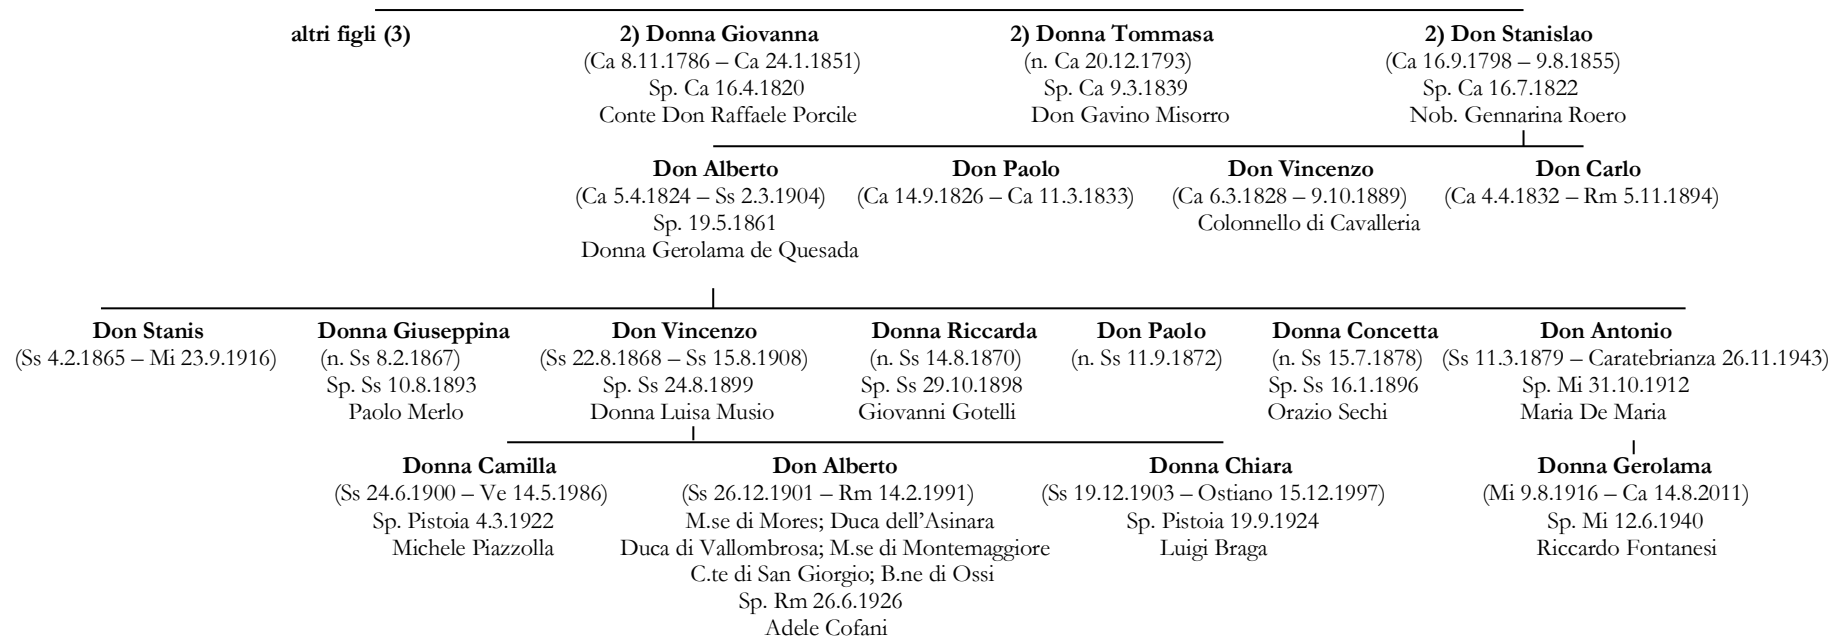 altri figli (3)
2) Donna Giovanna
(Ca 8.11.1786 – Ca 24.1.1851)
Sp. Ca 16.4.1820
Conte Don Raffaele Porcile
2) Donna Tommasa
(n. Ca 20.12.1793)
Sp. Ca 9.3.1839
Don Gavino Misorro
2) Don Stanislao
(Ca 16.9.1798 – 9.8.1855)
Sp. Ca 16.7.1822
Nob. Gennarina Roero
Don Alberto
(Ca 5.4.1824 – Ss 2.3.1904)
Sp. 19.5.1861
Donna Gerolama de Quesada
Don Paolo
(Ca 14.9.1826 – Ca 11.3.1833)
Don Vincenzo
(Ca 6.3.1828 – 9.10.1889)
Colonnello di Cavalleria
Don Carlo
(Ca 4.4.1832 – Rm 5.11.1894)
Don Stanis
(Ss 4.2.1865 – Mi 23.9.1916)
Donna Giuseppina
(n. Ss 8.2.1867)
Sp. Ss 10.8.1893
Paolo Merlo
Don Vincenzo
(Ss 22.8.1868 – Ss 15.8.1908)
Sp. Ss 24.8.1899
Donna Luisa Musio
Donna Riccarda
(n. Ss 14.8.1870)
Sp. Ss 29.10.1898
Giovanni Gotelli
Don Paolo
(n. Ss 11.9.1872)
Donna Concetta
(n. Ss 15.7.1878)
Sp. Ss 16.1.1896
Orazio Sechi
Don Antonio
(Ss 11.3.1879 – Caratebrianza 26.11.1943)
Sp. Mi 31.10.1912
Maria De Maria
Donna Camilla
(Ss 24.6.1900 – Ve 14.5.1986)
Sp. Pistoia 4.3.1922
Michele Piazzolla
Don Alberto
(Ss 26.12.1901 – Rm 14.2.1991)
M.se di Mores; Duca dell’Asinara
Duca di Vallombrosa; M.se di Montemaggiore
C.te di San Giorgio; B.ne di Ossi
Sp. Rm 26.6.1926
Adele Cofani
Donna Chiara
(Ss 19.12.1903 – Ostiano 15.12.1997)
Sp. Pistoia 19.9.1924
Luigi Braga
Donna Gerolama
(Mi 9.8.1916 – Ca 14.8.2011)
Sp. Mi 12.6.1940
Riccardo Fontanesi